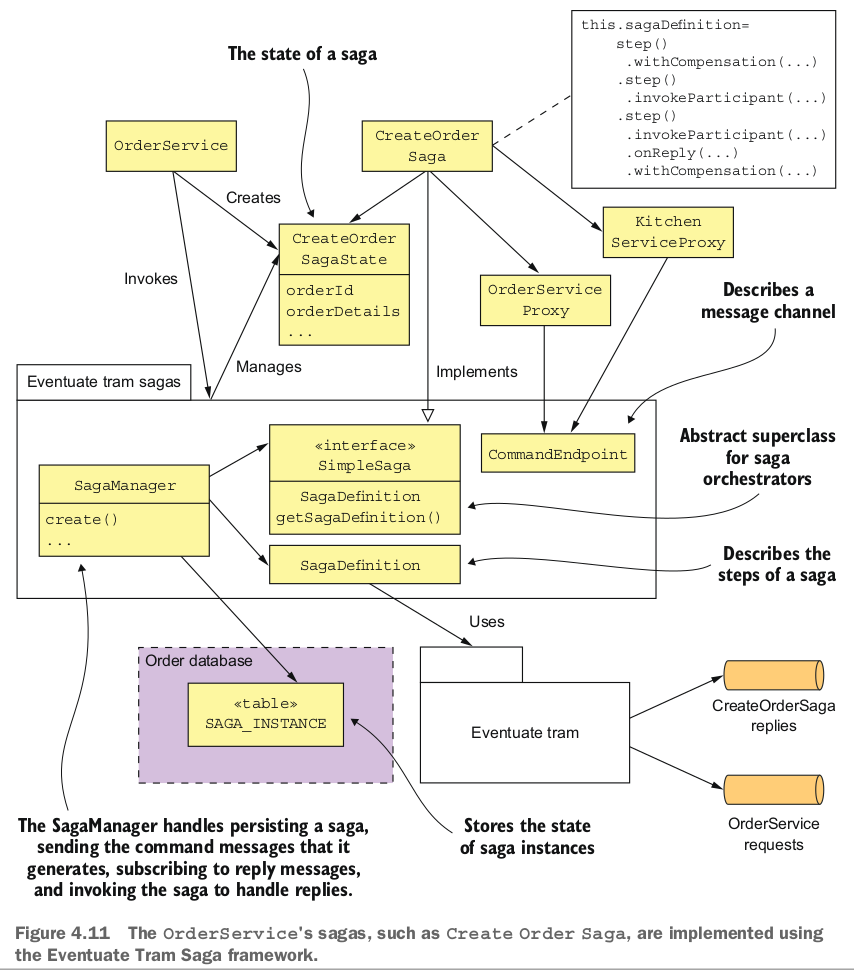 this.sagaDefinition=
step()
.withCompensation(...)
.step()
.invokeParticipant(...)
.step()
.invokeParticipant(...)
.onReply(...)
.withCompensation(...)
The state of a saga
OrderService
CreateOrder
Saga
Creates
CreateOrder
SagaState
orderId
orderDetails
...
Kitchen
ServiceProxy
Invokes
OrderService
Proxy
Describes a
message channel
Manages
Implements
Eventuate tram sagas
«interface»
SimpleSaga
SagaDefinition
getSagaDefinition()
CommandEndpoint
Abstract superclass
for saga
orchestrators
SagaManager
create()
...
SagaDefinition
Describes the
steps of a saga
Uses
Order database
«table»
SAGA_INSTANCE
Eventuate tram
CreateOrderSaga
replies
OrderService
requests
The SagaManager handles persisting a saga,
sending the command messages that it
generates, subscribing to reply messages,
and invoking the saga to handle replies.
Stores the state
of saga instances
Figure 4.11 The OrderService's sagas, such as Create Order Saga, are implemented using
the Eventuate Tram Saga framework.